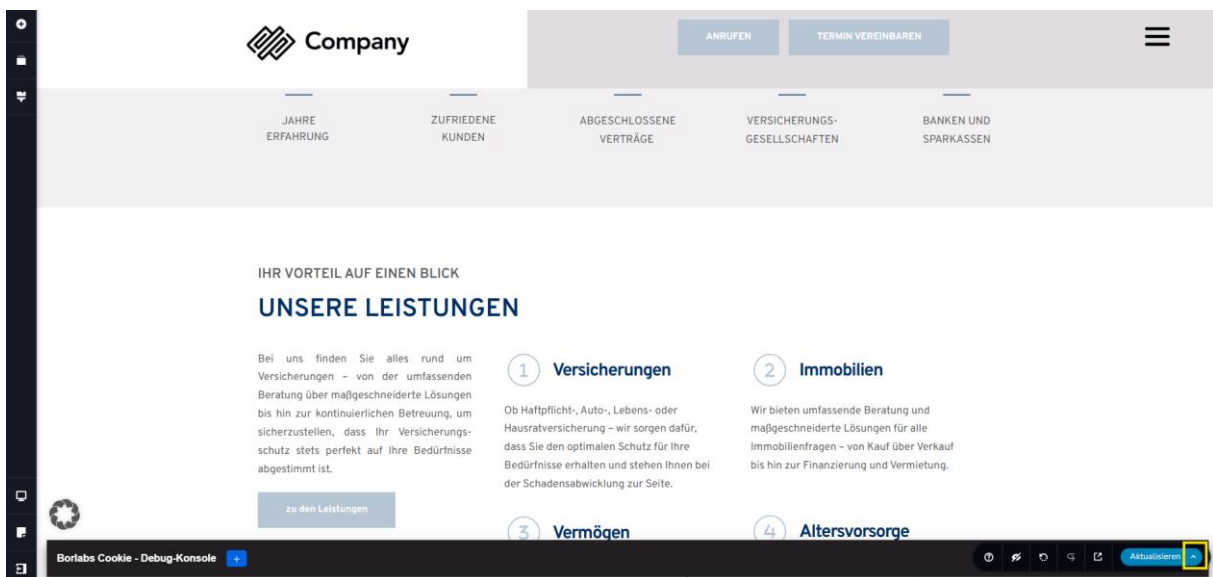 Company
ANRUFEN
TERMIN VEREINBAREN
JAHRE
ERFAHRUNG
ZUFRIEDENE
KUNDEN
ABGESCHLOSSENE
VERTRÄGE
VERSICHERUNGS-
GESELLSCHAFTEN
BANKEN UND
SPARKASSEN
IHR VORTEIL AUF EINEN BLICK
UNSERE LEISTUNGEN
Bei uns finden Sie alles rund um
Versicherungen – von der umfassenden
Beratung über maßgeschneiderte Lösungen
bis hin zur kontinuierlichen Betreuung, um
sicherzustellen, dass Ihr Versicherungs-
schutz stets perfekt auf Ihre Bedürfnisse
abgestimmt ist.
zu den Leistungen
1 Versicherungen
Ob Haftpflicht-, Auto-, Lebens- oder
Hausratversicherung – wir sorgen dafür,
dass Sie den optimalen Schutz für Ihre
Bedürfnisse erhalten und stehen Ihnen bei
der Schadensabwicklung zur Seite.
2 Immobilien
Wir bieten umfassende Beratung und
maßgeschneiderte Lösungen für alle
Immobilienfragen – von Kauf über Verkauf
bis hin zur Finanzierung und Vermietung.
3 Vermögen
4 Altersvorsorge
Borlabs Cookie - Debug-Konsole +
Aktualisieren